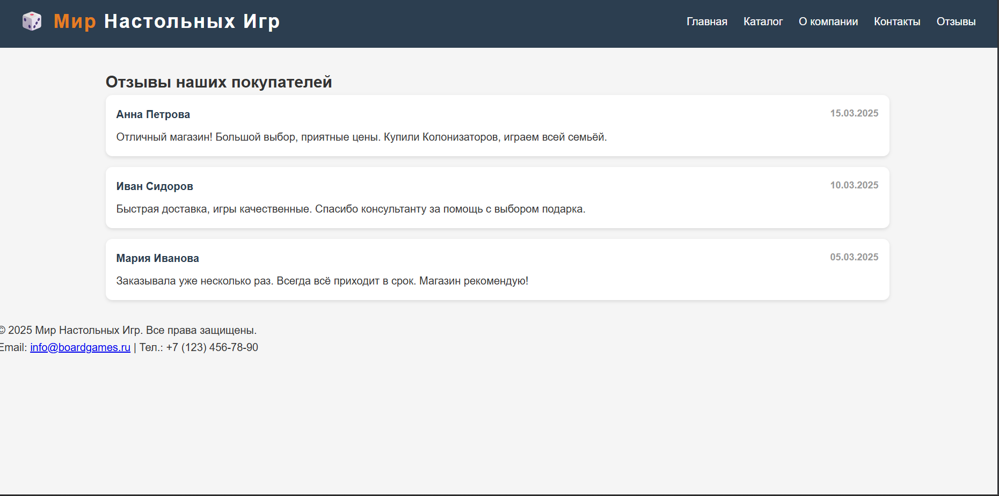 Мир Настольных Игр
Главная Каталог О компании Контакты Отзывы
Отзывы наших покупателей
Анна Петрова 15.03.2025
Отличный магазин! Большой выбор, приятные цены. Купили Колонизаторов, играем всей семьёй.
Иван Сидоров 10.03.2025
Быстрая доставка, игры качественные. Спасибо консультанту за помощь с выбором подарка.
Мария Иванова 05.03.2025
Заказывала уже несколько раз. Всегда всё приходит в срок. Магазин рекомендую!
© 2025 Мир Настольных Игр. Все права защищены.
Email: info@boardgames.ru | Тел.: +7 (123) 456-78-90